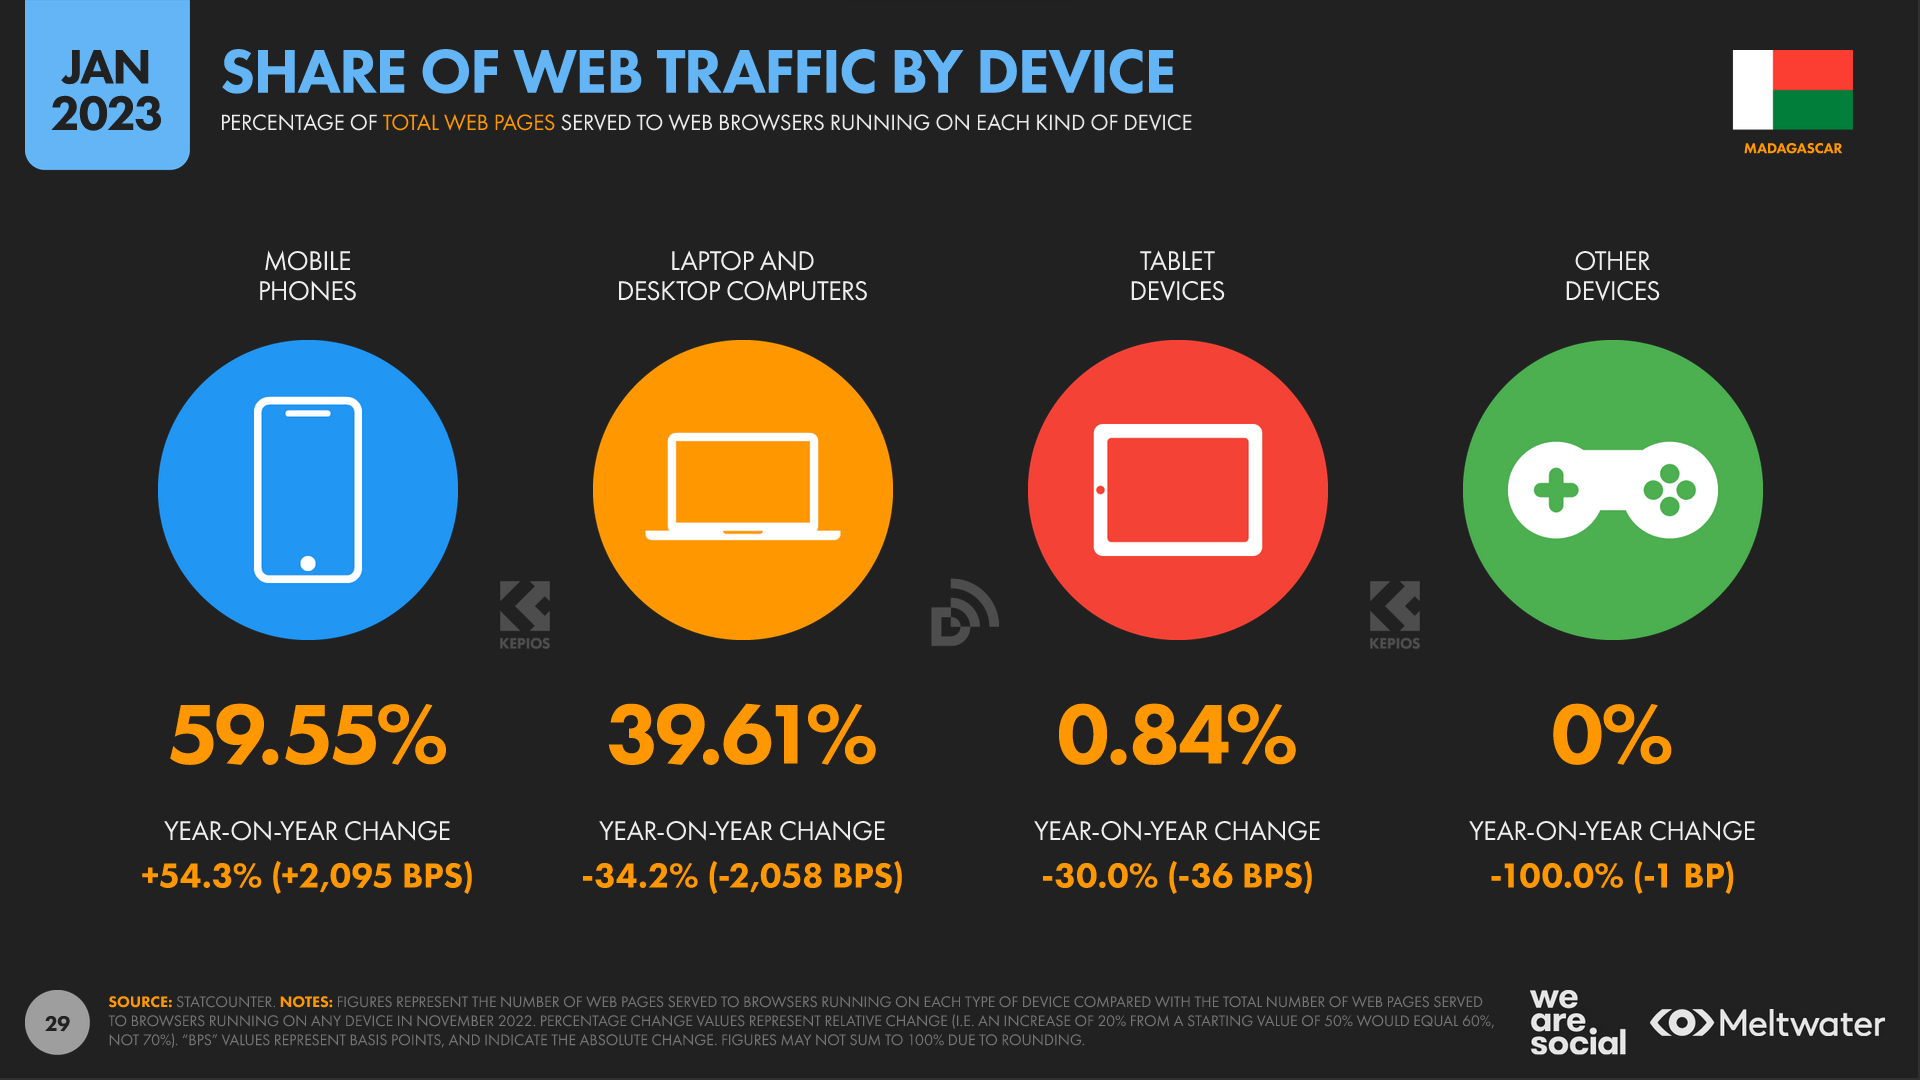 JAN
2023
SHARE OF WEB TRAFFIC BY DEVICE
PERCENTAGE OF TOTAL WEB PAGES SERVED TO WEB BROWSERS RUNNING ON EACH KIND OF DEVICE
MADAGASCAR
MOBILE
PHONES
LAPTOP AND
DESKTOP COMPUTERS
TABLET
DEVICES
OTHER
DEVICES
KEPIOS
KEPIOS
59.55%
39.61%
0.84%
0%
YEAR-ON-YEAR CHANGE
+54.3% (+2,095 BPS)
YEAR-ON-YEAR CHANGE
-34.2% (-2,058 BPS)
YEAR-ON-YEAR CHANGE
-30.0% (-36 BPS)
YEAR-ON-YEAR CHANGE
-100.0% (-1 BP)
29
SOURCE: STATCOUNTER. NOTES: FIGURES REPRESENT THE NUMBER OF WEB PAGES SERVED TO BROWSERS RUNNING ON EACH TYPE OF DEVICE COMPARED WITH THE TOTAL NUMBER OF WEB PAGES SERVED
TO BROWSERS RUNNING ON ANY DEVICE IN NOVEMBER 2022. PERCENTAGE CHANGE VALUES REPRESENT RELATIVE CHANGE (I.E. AN INCREASE OF 20% FROM A STARTING VALUE OF 50% WOULD EQUAL 60%,
NOT 70%). "BPS" VALUES REPRESENT BASIS POINTS, AND INDICATE THE ABSOLUTE CHANGE. FIGURES MAY NOT SUM TO 100% DUE TO ROUNDING.
we
are
social
Meltwater